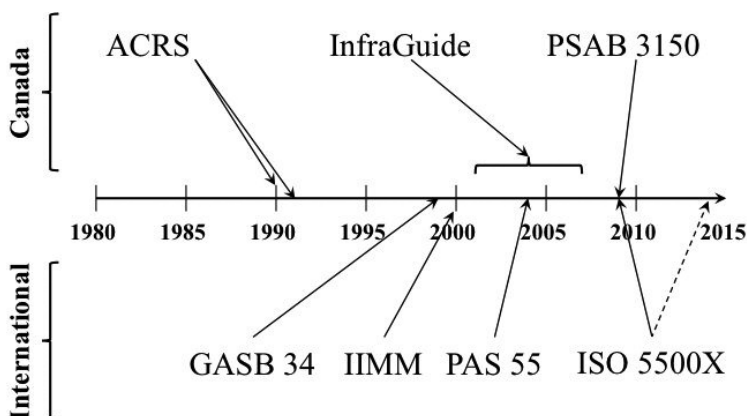 Canada
ACRS InfraGuide PSAB 3150
1980 1985 1990 1995 2000 2005 2010 2015
International
GASB 34 IIMM PAS 55 ISO 5500X